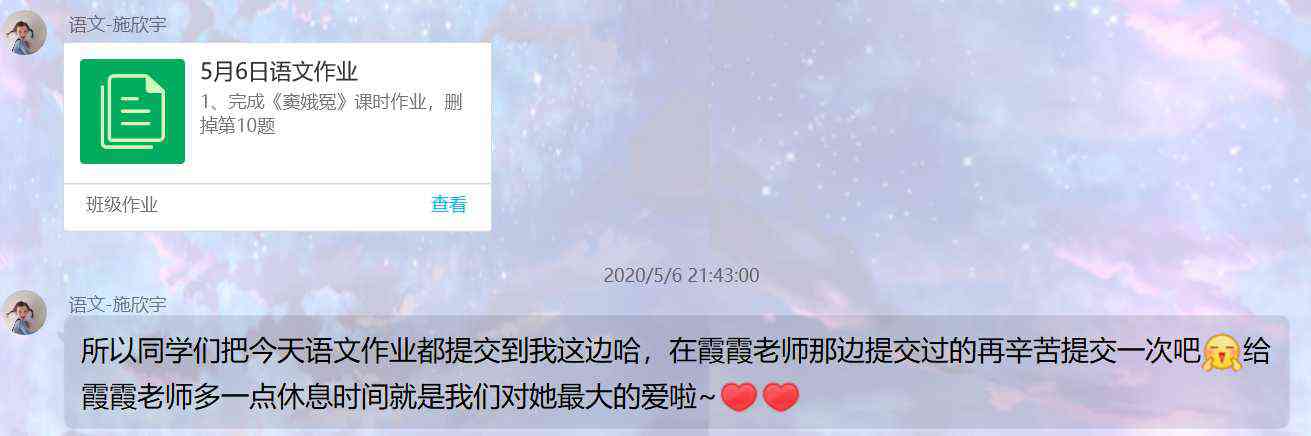 语文-施欣宇
5月6日语文作业
1、完成《窦娥冤》课时作业，删
掉第10题
班级作业 查看
2020/5/6 21:43:00
语文-施欣宇
所以同学们把今天语文作业都提交到我这边哈，在霞霞老师那边提交过的再辛苦提交一次吧🤗给
霞霞老师多一点休息时间就是我们对她最大的爱啦~❤❤